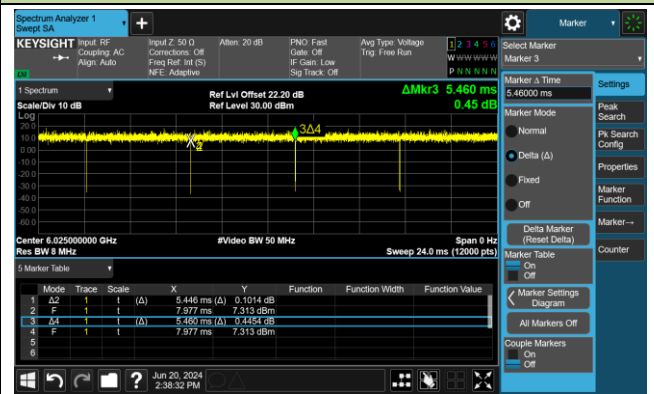 Spectrum Analyzer 1
Swept SA
+
Marker
KEYSIGHT
Input: RF
Coupling: AC
Align: Auto
Input Z: 50 Ω
Corrections: Off
Freq Ref: Int (S)
NFE: Adaptive
Atten: 20 dB
PNO: Fast
Gate: Off
IF Gain: Low
Sig Track: Off
Avg Type: Voltage
Trig: Free Run
1 2 3 4 5 6
W W W W W W
P N N N N N
LXI
1 Spectrum
Scale/Div 10 dB
Ref Lvl Offset 22.20 dB
Ref Level 30.00 dBm
ΔMkr3 5.460 ms
0.45 dB
Log
20.0
10.0
0.00
-10.0
-20.0
-30.0
-40.0
-50.0
-60.0
3Δ4
Center 6.025000000 GHz
Res BW 8 MHz
#Video BW 50 MHz
Span 0 Hz
Sweep 24.0 ms (12000 pts)
5 Marker Table
Mode Trace Scale X Y Function Function Width Function Value
1 Δ2 1 t (Δ) 5.446 ms (Δ) 0.1014 dB
2 F 1 t 7.977 ms 7.313 dBm
3 Δ4 1 t (Δ) 5.460 ms (Δ) 0.4454 dB
4 F 1 t 7.977 ms 7.313 dBm
5
6
Jun 20, 2024
2:38:32 PM
?
Select Marker
Marker 3
Marker Δ Time
5.46000 ms
Marker Mode
Normal
Delta (Δ)
Fixed
Off
Delta Marker
(Reset Delta)
Marker Table
On
Off
Marker Settings
Diagram
All Markers Off
Couple Markers
On
Off
Settings
Peak
Search
Pk Search
Config
Properties
Marker
Function
Marker→
Counter